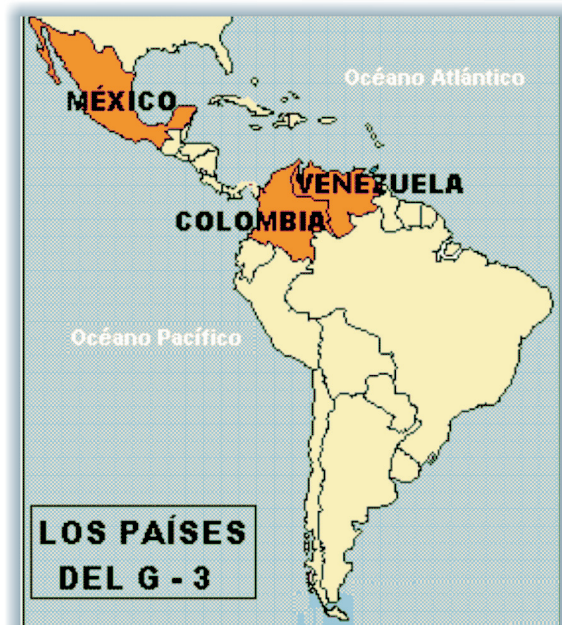 Océano Atlántico
MÉXICO
VENEZUELA
COLOMBIA
Océano Pacífico
LOS PAÍSES
DEL G - 3